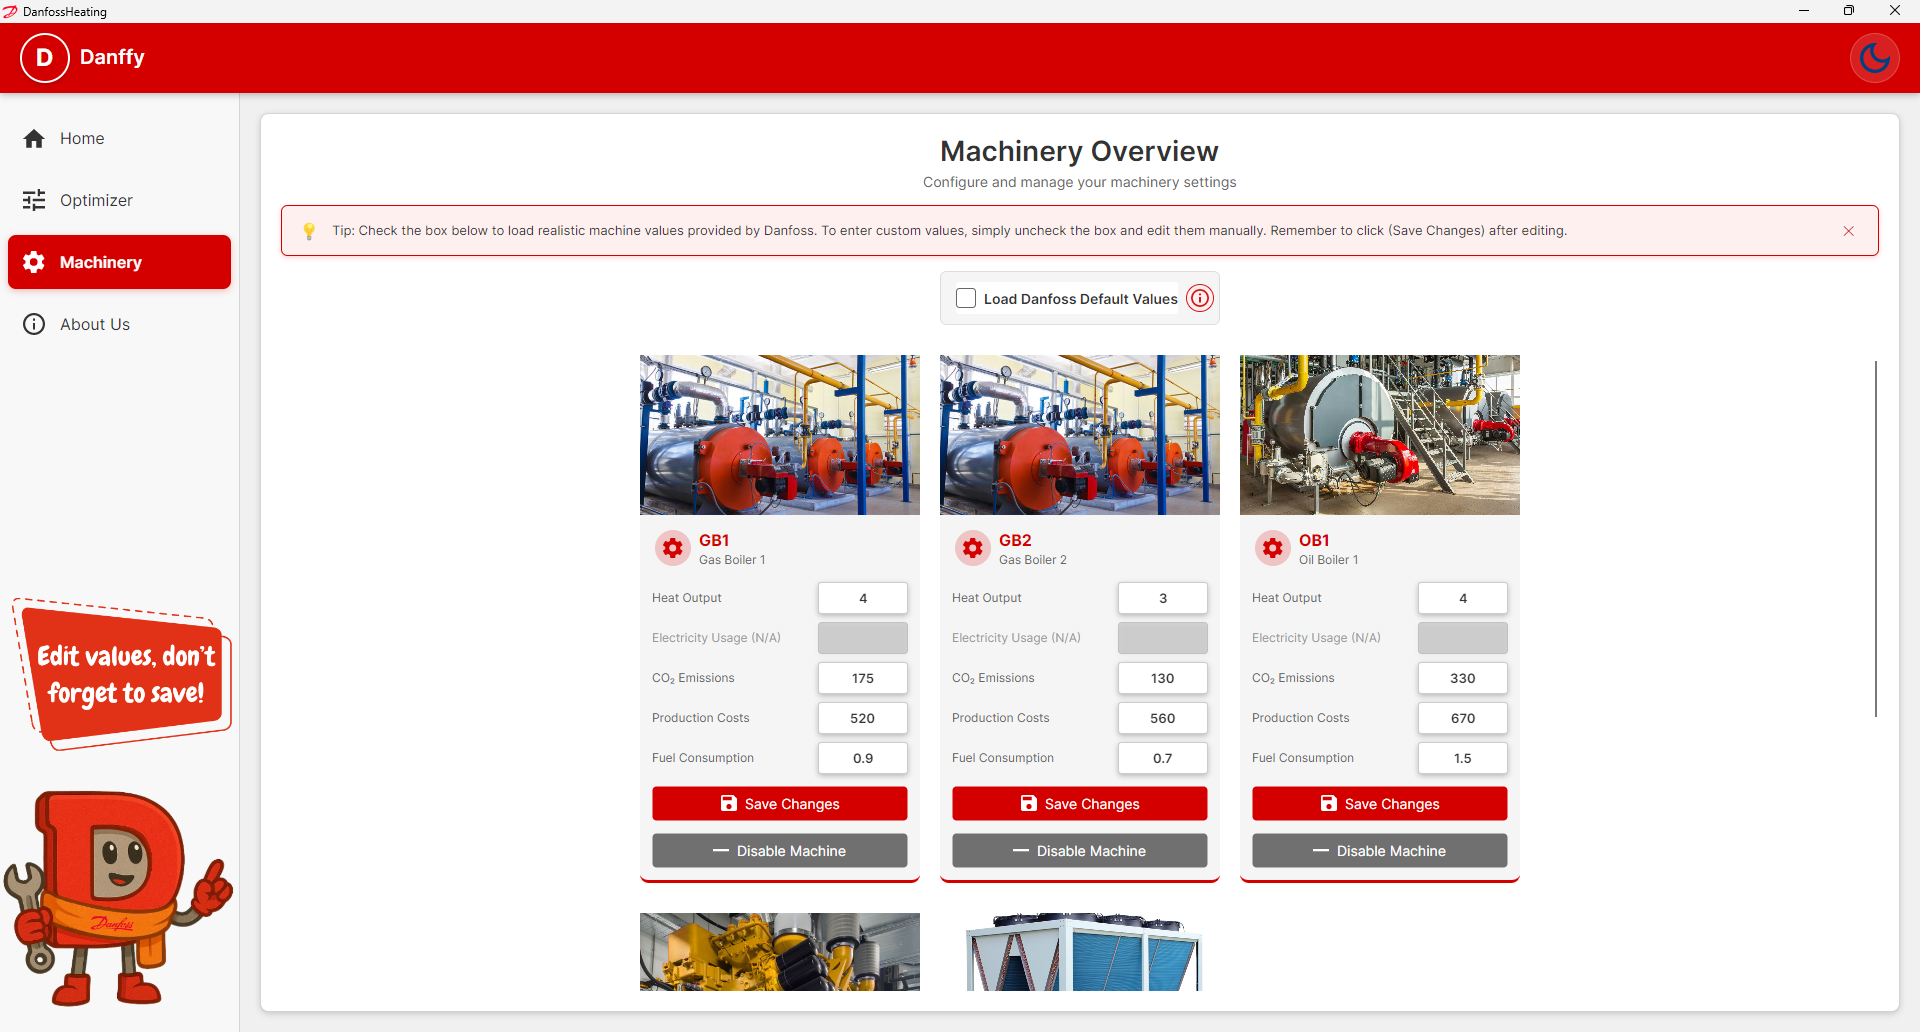 DanfossHeating
D Danffy
Home
Optimizer
Machinery
About Us
Edit values, don't
forget to save!
Danfoss
Machinery Overview
Configure and manage your machinery settings
Tip: Check the box below to load realistic machine values provided by Danfoss. To enter custom values, simply uncheck the box and edit them manually. Remember to click (Save Changes) after editing.
Load Danfoss Default Values
GB1
Gas Boiler 1
Heat Output 4
Electricity Usage (N/A)
CO₂ Emissions 175
Production Costs 520
Fuel Consumption 0.9
Save Changes
Disable Machine
GB2
Gas Boiler 2
Heat Output 3
Electricity Usage (N/A)
CO₂ Emissions 130
Production Costs 560
Fuel Consumption 0.7
Save Changes
Disable Machine
OB1
Oil Boiler 1
Heat Output 4
Electricity Usage (N/A)
CO₂ Emissions 330
Production Costs 670
Fuel Consumption 1.5
Save Changes
Disable Machine